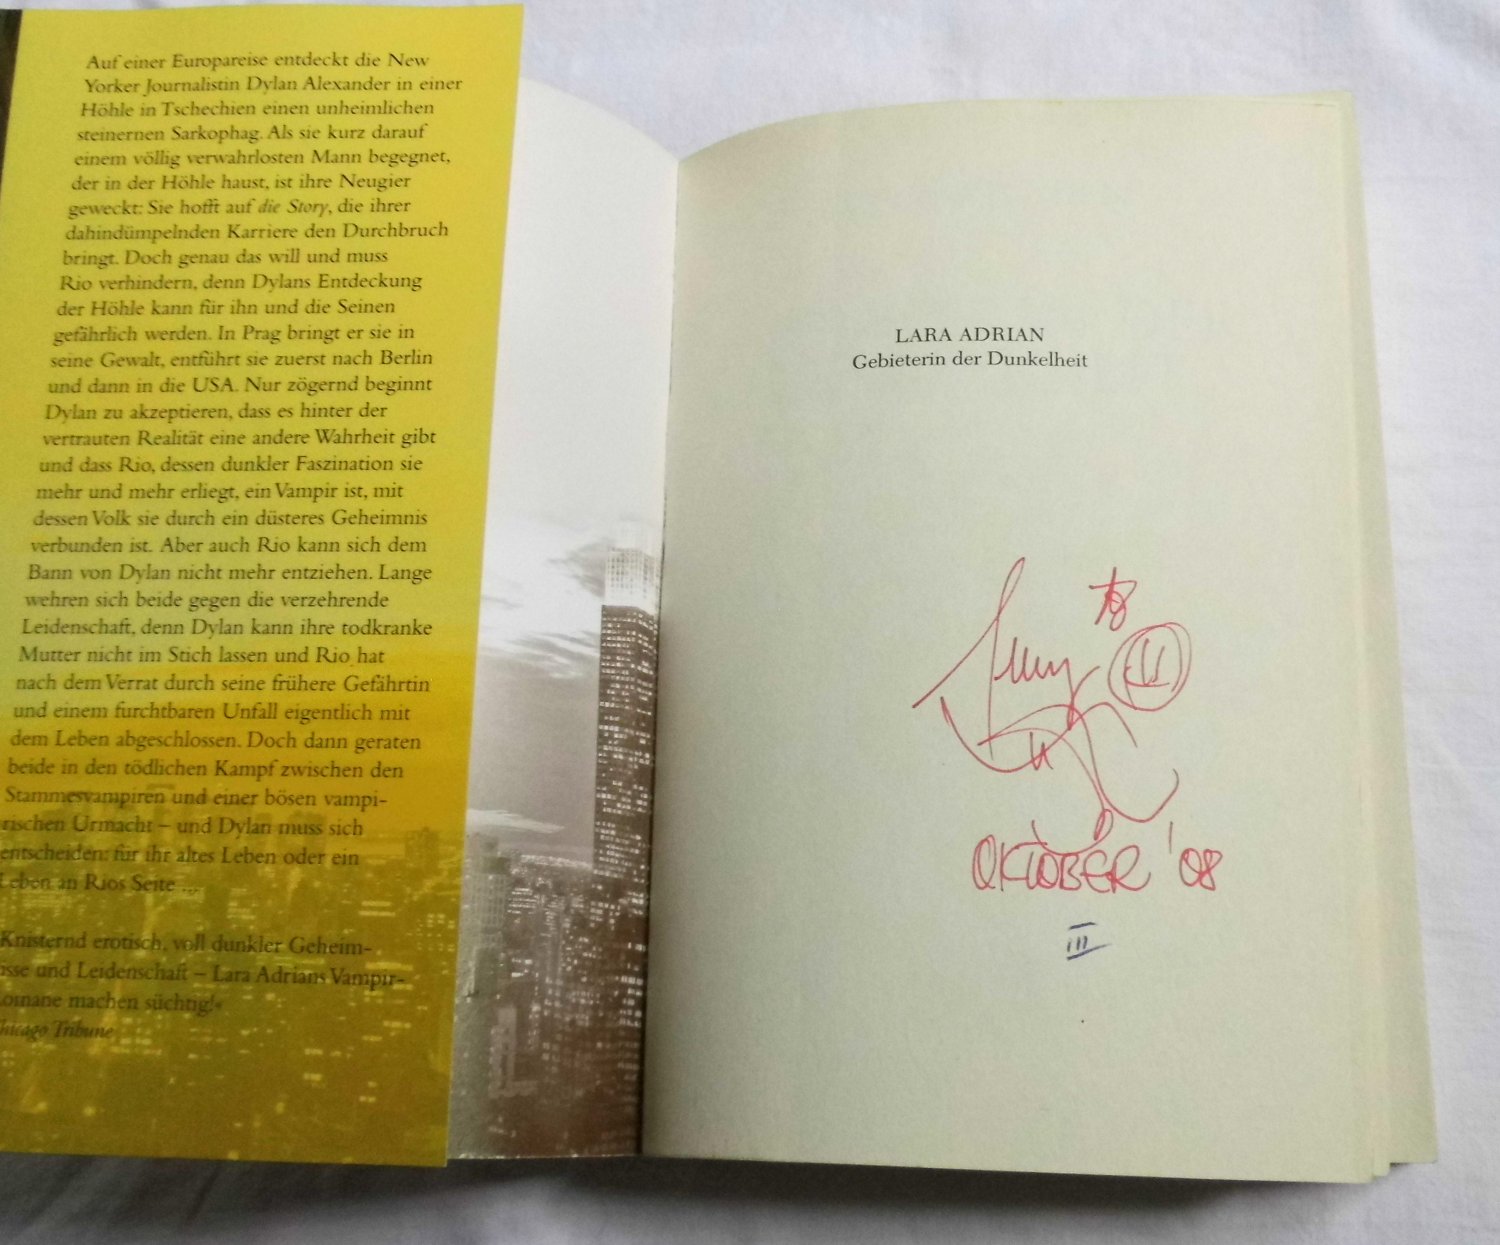 Auf einer Europareise entdeckt die New
Yorker Journalistin Dylan Alexander in einer
Höhle in Tschechien einen unheimlichen
steinernen Sarkophag. Als sie kurz darauf
einem völlig verwahrlosten Mann begegnet,
der in der Höhle haust, ist ihre Neugier
geweckt: Sie hofft auf die Story, die ihrer
dahindümpelnden Karriere den Durchbruch
bringt. Doch genau das will und muss
Rio verhindern, denn Dylans Entdeckung
der Höhle kann für ihn und die Seinen
gefährlich werden. In Prag bringt er sie in
seine Gewalt, entführt sie zuerst nach Berlin
und dann in die USA. Nur zögernd beginnt
Dylan zu akzeptieren, dass es hinter der
vertrauten Realität eine andere Wahrheit gibt
und dass Rio, dessen dunkler Faszination sie
mehr und mehr erliegt, ein Vampir ist, mit
dessen Volk sie durch ein düsteres Geheimnis
verbunden ist. Aber auch Rio kann sich dem
Bann von Dylan nicht mehr entziehen. Lange
wehren sich beide gegen die verzehrende
Leidenschaft, denn Dylan kann ihre todkranke
Mutter nicht im Stich lassen und Rio hat
nach dem Verrat durch seine frühere Gefährtin
und einem furchtbaren Unfall eigentlich mit
dem Leben abgeschlossen. Doch dann geraten
beide in den tödlichen Kampf zwischen den
Stammesvampiren und einer bösen vampi-
rischen Urmacht – und Dylan muss sich
entscheiden: für ihr altes Leben oder ein
Leben an Rios Seite ...
Knisternd erotisch, voll dunkler Geheim-
isse und Leidenschaft – Lara Adrians Vampir-
omane machen süchtig!«
hicago Tribune
LARA ADRIAN
Gebieterin der Dunkelheit
OKTOBER '08
III